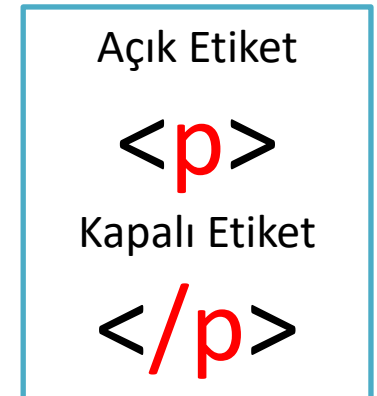 Açık Etiket
<p>
Kapalı Etiket
</p>